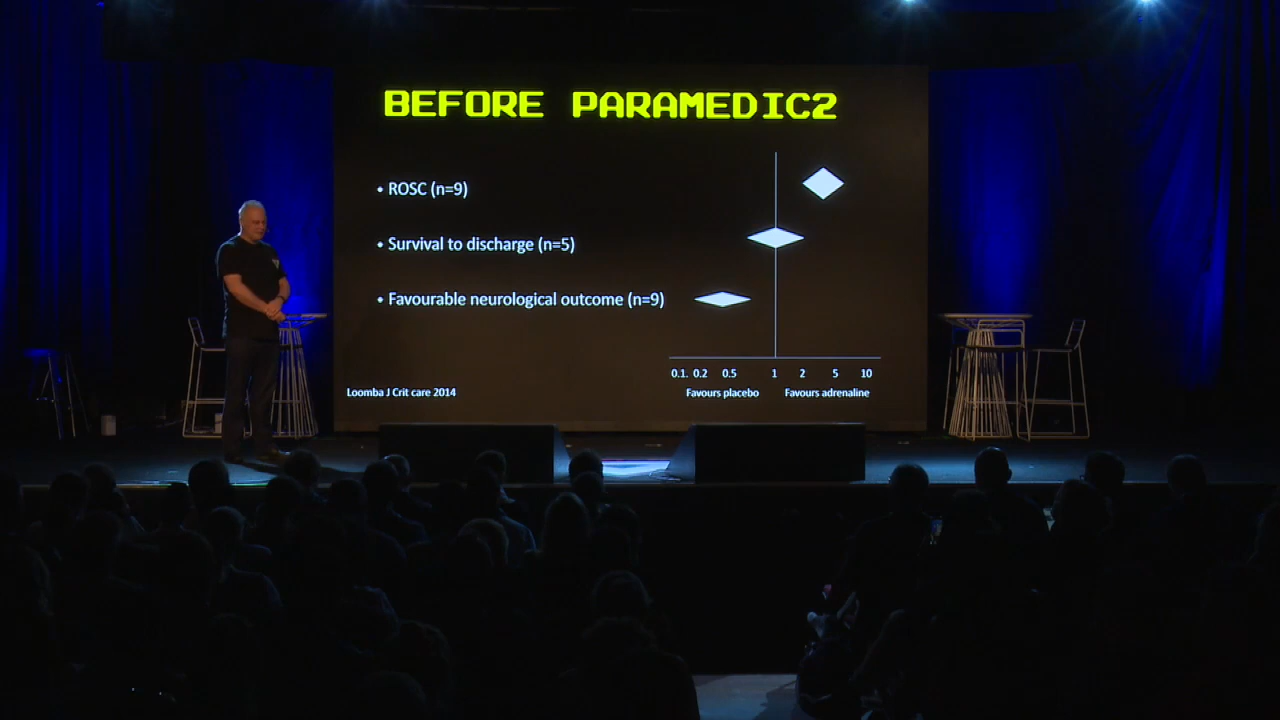 BEFORE PARAMEDIC2
• ROSC (n=9)
• Survival to discharge (n=5)
• Favourable neurological outcome (n=9)
0.1. 0.2 0.5 1 2 5 10
Favours placebo Favours adrenaline
Loomba J Crit care 2014